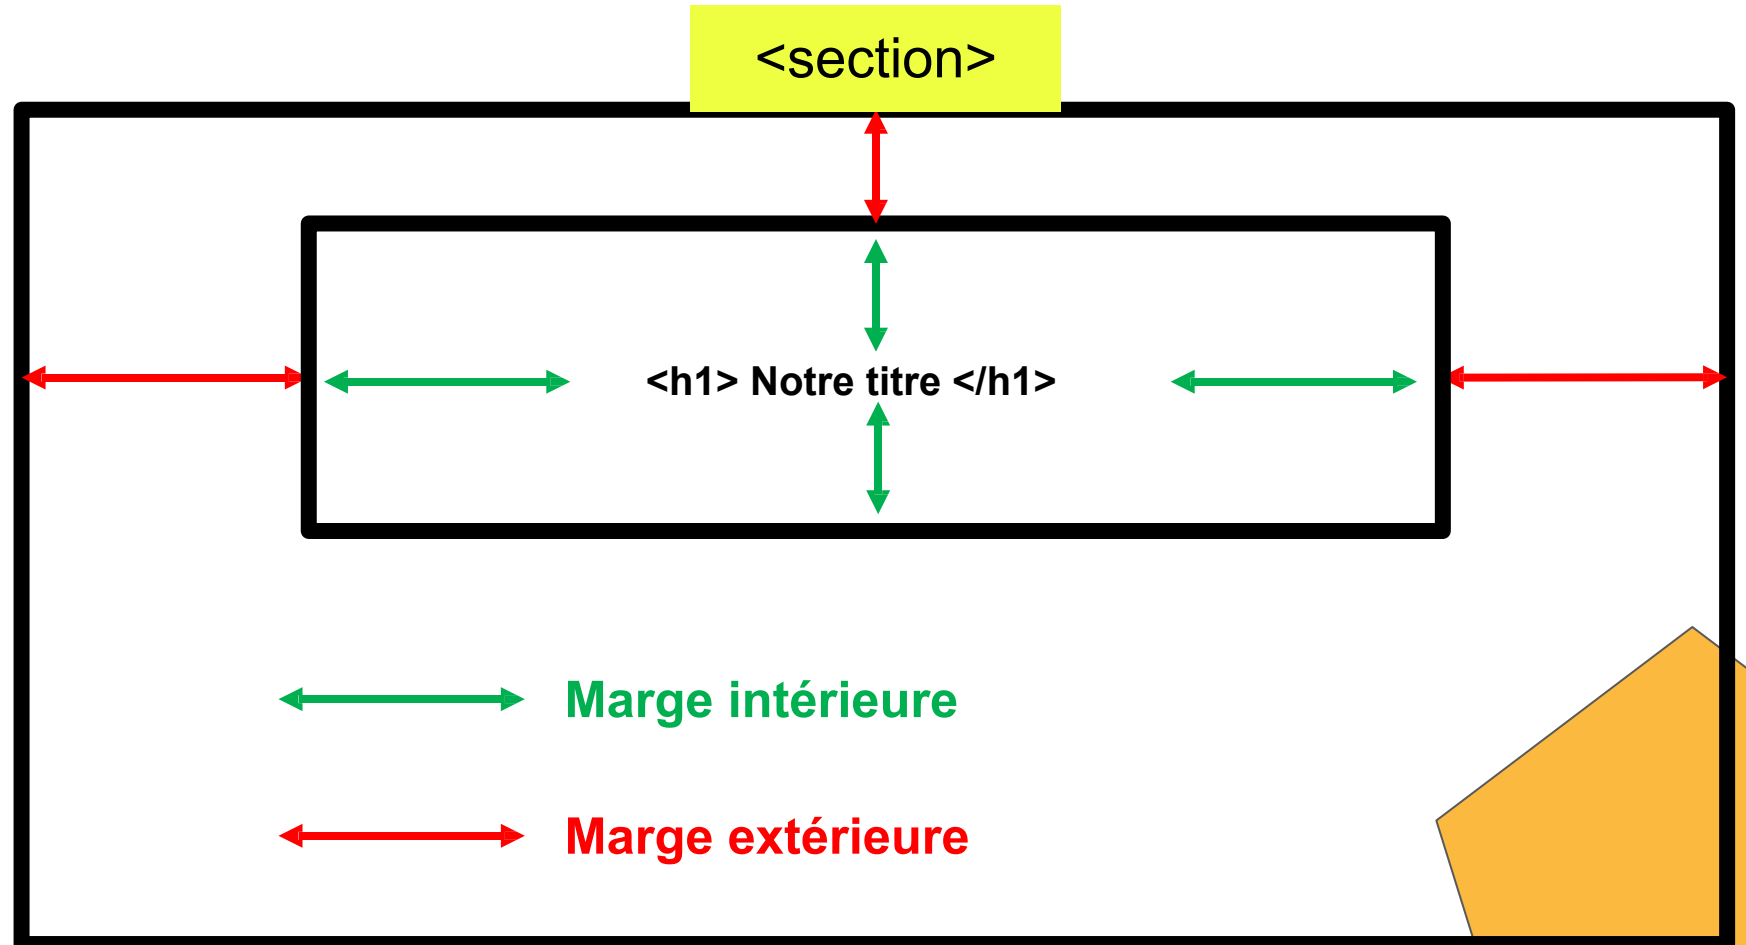 <section>
<h1> Notre titre </h1>
Marge intérieure
Marge extérieure